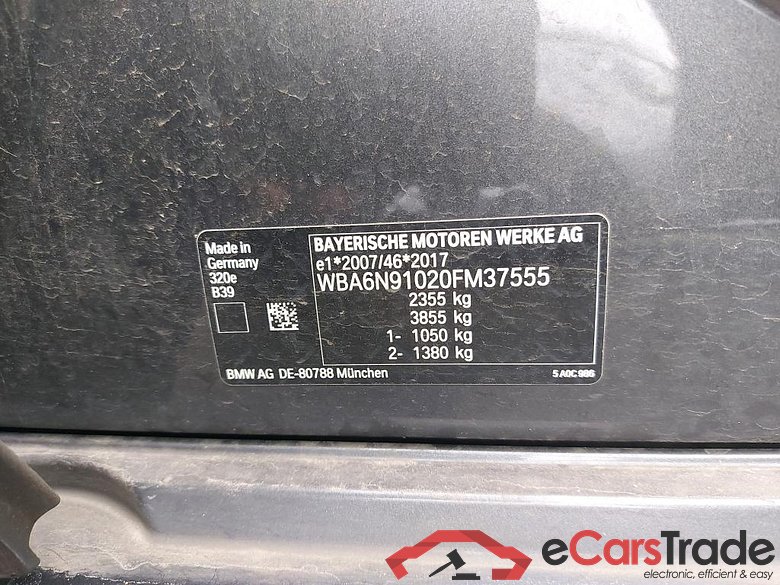 Made in
Germany
320e
B39
BAYERISCHE MOTOREN WERKE AG
e1*2007/46*2017
WBA6N91020FM37555
2355 kg
3855 kg
1- 1050 kg
2- 1380 kg
BMW AG DE-80788 München
5 A0C 986
eCarsTrade
electronic, efficient & easy